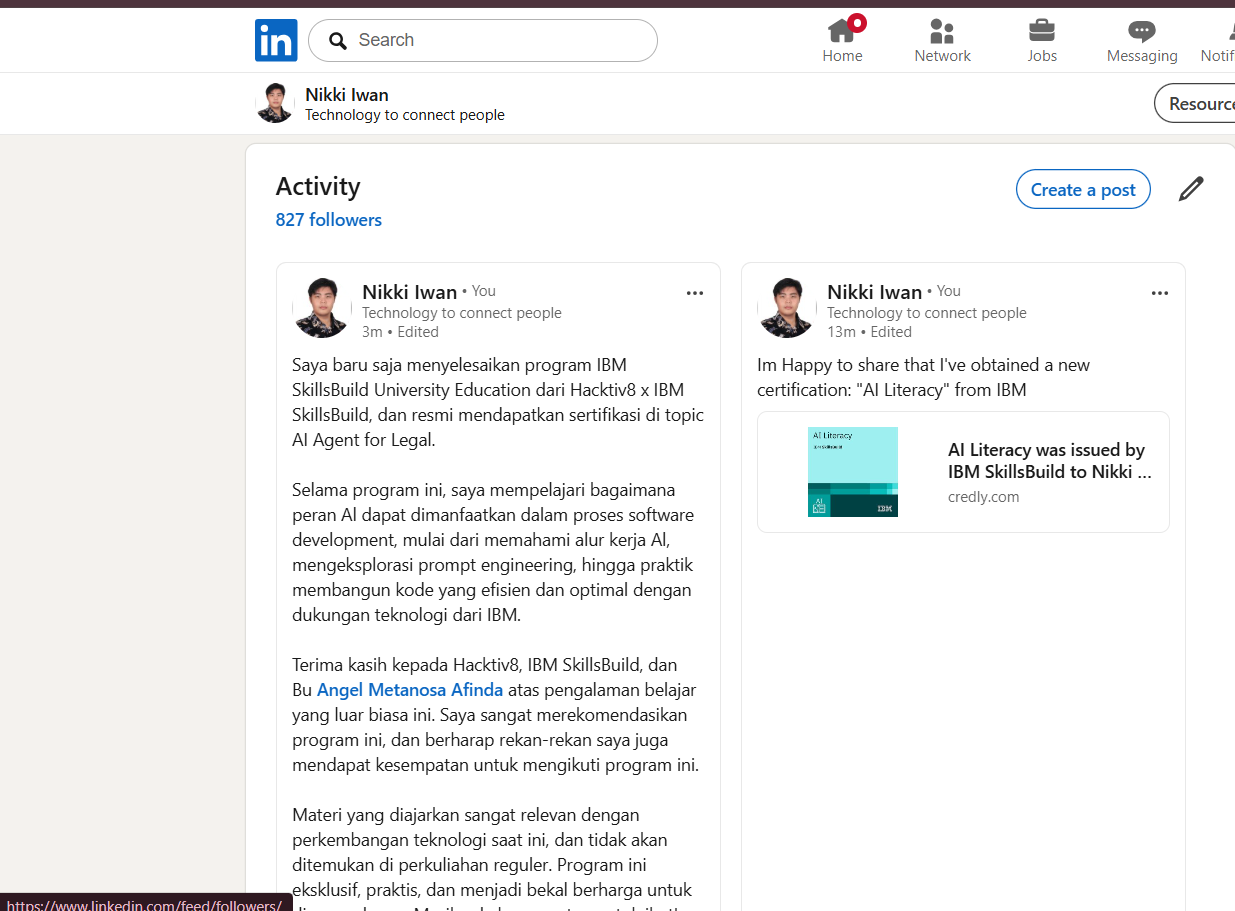 in
Search
Home
Network
Jobs
Messaging
Notif
Nikki Iwan
Technology to connect people
Resource
Activity
827 followers
Create a post
Nikki Iwan • You
Technology to connect people
3m • Edited
Saya baru saja menyelesaikan program IBM
SkillsBuild University Education dari Hacktiv8 x IBM
SkillsBuild, dan resmi mendapatkan sertifikasi di topic
AI Agent for Legal.
Selama program ini, saya mempelajari bagaimana
peran AI dapat dimanfaatkan dalam proses software
development, mulai dari memahami alur kerja AI,
mengeksplorasi prompt engineering, hingga praktik
membangun kode yang efisien dan optimal dengan
dukungan teknologi dari IBM.
Terima kasih kepada Hacktiv8, IBM SkillsBuild, dan
Bu Angel Metanosa Afinda atas pengalaman belajar
yang luar biasa ini. Saya sangat merekomendasikan
program ini, dan berharap rekan-rekan saya juga
mendapat kesempatan untuk mengikuti program ini.
Materi yang diajarkan sangat relevan dengan
perkembangan teknologi saat ini, dan tidak akan
ditemukan di perkuliahan reguler. Program ini
eksklusif, praktis, dan menjadi bekal berharga untuk
Nikki Iwan • You
Technology to connect people
13m • Edited
Im Happy to share that I've obtained a new
certification: "AI Literacy" from IBM
AI Literacy
IBM SkillsBuild
IBM
AI Literacy was issued by
IBM SkillsBuild to Nikki ...
credly.com
https://www.linkedin.com/feed/followers/